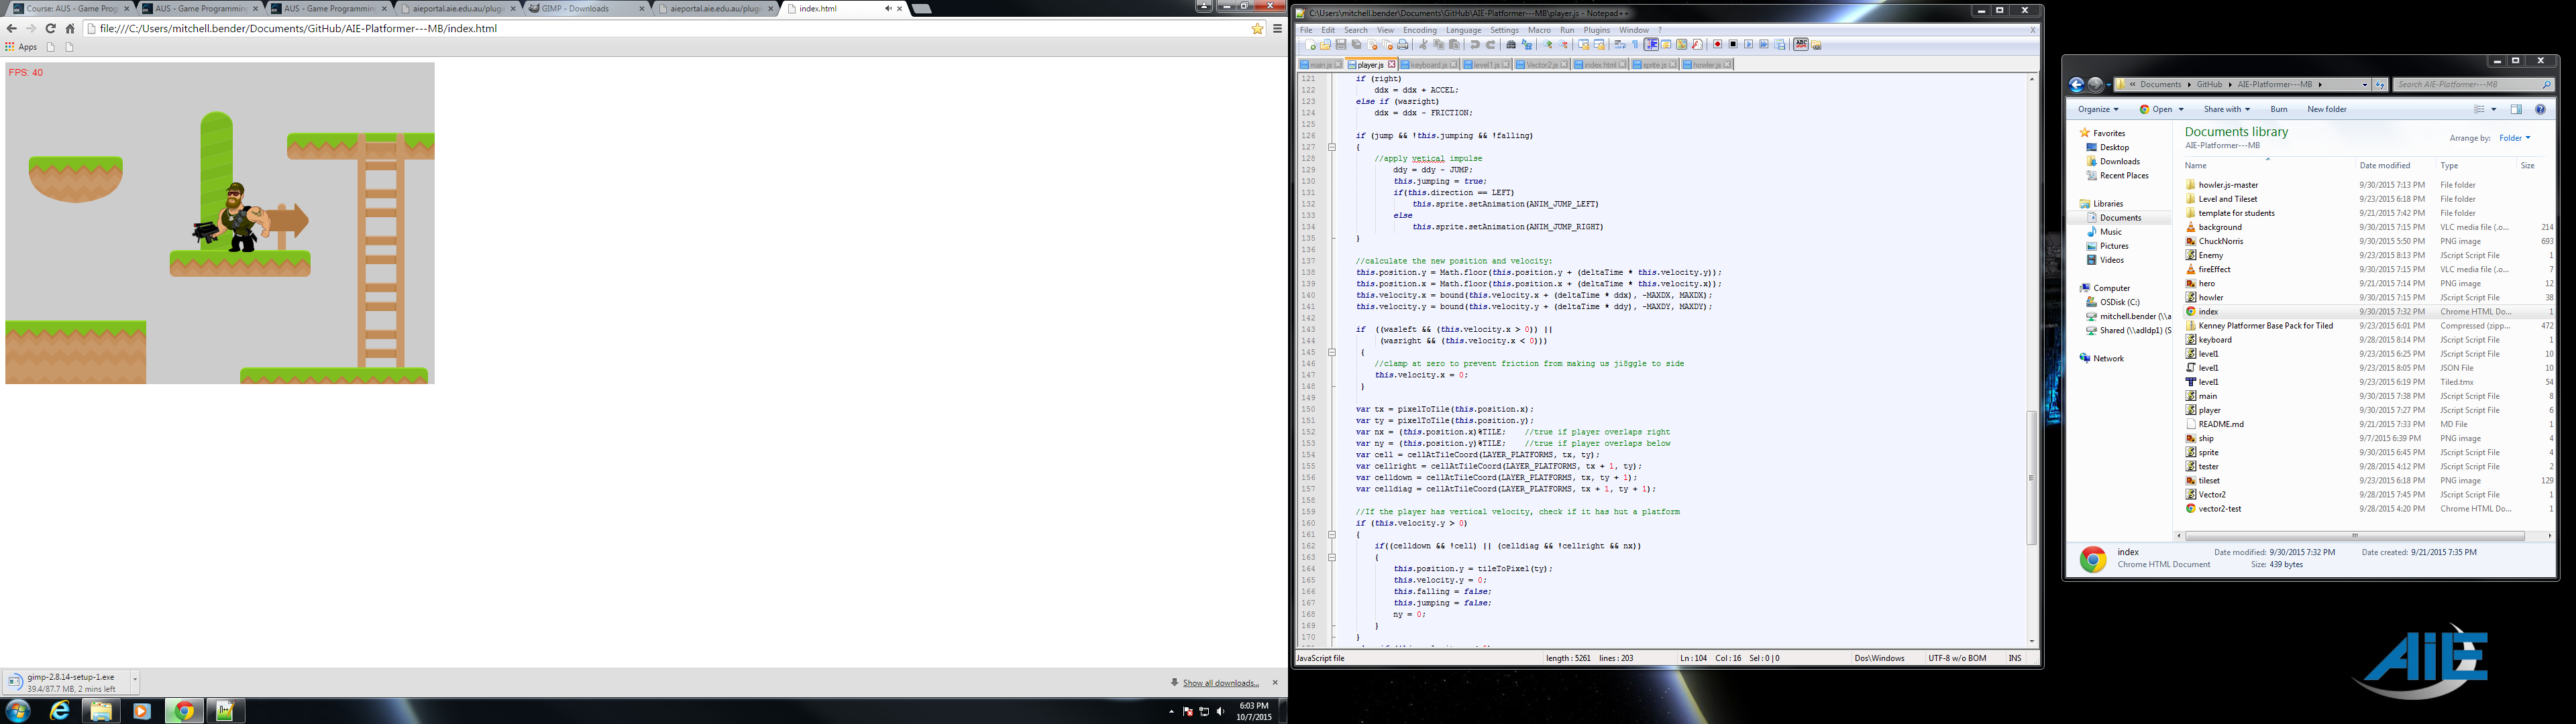 Course: AUS - Game Prog
AUS - Game Programmin
AUS - Game Programmin
aieportal.aie.edu.au/plug
GIMP - Downloads
aieportal.aie.edu.au/plug
index.html
file:///C:/Users/mitchell.bender/Documents/GitHub/AIE-Platformer---MB/index.html
Apps
FPS: 40
gimp-2.8.14-setup-1.exe
39.4/87.7 MB, 2 mins left
Show all downloads...
6:03 PM
10/7/2015
C:\Users\mitchell.bender\Documents\GitHub\AIE-Platformer---MB\player.js - Notepad++
File Edit Search View Encoding Language Settings Macro Run Plugins Window ? X
main.js player.js keyboard.js level1.js Vector2.js index.html sprite.js howler.js
121 if (right)
122 ddx = ddx + ACCEL;
123 else if (wasright)
124 ddx = ddx - FRICTION;
125
126 if (jump && !this.jumping && !falling)
127 {
128 //apply vetical impulse
129 ddy = ddy - JUMP;
130 this.jumping = true;
131 if(this.direction == LEFT)
132 this.sprite.setAnimation(ANIM_JUMP_LEFT)
133 else
134 this.sprite.setAnimation(ANIM_JUMP_RIGHT)
135 }
136
137 //calculate the new position and velocity:
138 this.position.y = Math.floor(this.position.y + (deltaTime * this.velocity.y));
139 this.position.x = Math.floor(this.position.x + (deltaTime * this.velocity.x));
140 this.velocity.x = bound(this.velocity.x + (deltaTime * ddx), -MAXDX, MAXDX);
141 this.velocity.y = bound(this.velocity.y + (deltaTime * ddy), -MAXDY, MAXDY);
142
143 if ((wasleft && (this.velocity.x > 0)) ||
144 (wasright && (this.velocity.x < 0)))
145 {
146 //clamp at zero to prevent friction from making us ji8ggle to side
147 this.velocity.x = 0;
148 }
149
150 var tx = pixelToTile(this.position.x);
151 var ty = pixelToTile(this.position.y);
152 var nx = (this.position.x)%TILE; //true if player overlaps right
153 var ny = (this.position.y)%TILE; //true if player overlaps below
154 var cell = cellAtTileCoord(LAYER_PLATFORMS, tx, ty);
155 var cellright = cellAtTileCoord(LAYER_PLATFORMS, tx + 1, ty);
156 var celldown = cellAtTileCoord(LAYER_PLATFORMS, tx, ty + 1);
157 var celldiag = cellAtTileCoord(LAYER_PLATFORMS, tx + 1, ty + 1);
158
159 //If the player has vertical velocity, check if it has hut a platform
160 if (this.velocity.y > 0)
161 {
162 if((celldown && !cell) || (celldiag && !cellright && nx))
163 {
164 this.position.y = tileToPixel(ty);
165 this.velocity.y = 0;
166 this.falling = false;
167 this.jumping = false;
168 ny = 0;
169 }
170 }
JavaScript file length : 5261 lines : 203 Ln : 104 Col : 16 Sel : 0 | 0 Dos\Windows UTF-8 w/o BOM INS
« Documents GitHub AIE-Platformer---MB
Search AIE-Platformer---MB
Organize Open Share with Burn New folder
Favorites
Desktop
Downloads
Recent Places
Libraries
Documents
Music
Pictures
Videos
Computer
OSDisk (C:)
mitchell.bender (\\a
Shared (\\adldp1) (S
Network
Documents library
AIE-Platformer---MB
Arrange by: Folder
Name Date modified Type Size
howler.js-master 9/30/2015 7:13 PM File folder
Level and Tileset 9/23/2015 6:18 PM File folder
template for students 9/21/2015 7:42 PM File folder
background 9/30/2015 7:15 PM VLC media file (.o... 214
ChuckNorris 9/30/2015 5:50 PM PNG image 693
Enemy 9/23/2015 8:13 PM JScript Script File 1
fireEffect 9/30/2015 7:15 PM VLC media file (.o... 7
hero 9/21/2015 7:14 PM PNG image 12
howler 9/30/2015 7:15 PM JScript Script File 38
index 9/30/2015 7:32 PM Chrome HTML Do... 1
Kenney Platformer Base Pack for Tiled 9/23/2015 6:01 PM Compressed (zipp... 472
keyboard 9/28/2015 8:14 PM JScript Script File 1
level1 9/23/2015 6:25 PM JScript Script File 10
level1 9/23/2015 8:05 PM JSON File 10
level1 9/23/2015 6:19 PM Tiled.tmx 54
main 9/30/2015 7:38 PM JScript Script File 8
player 9/30/2015 7:27 PM JScript Script File 6
README.md 9/21/2015 7:33 PM MD File 1
ship 9/7/2015 6:39 PM PNG image 4
sprite 9/30/2015 6:45 PM JScript Script File 4
tester 9/28/2015 4:12 PM JScript Script File 2
tileset 9/23/2015 6:18 PM PNG image 129
Vector2 9/28/2015 7:45 PM JScript Script File 1
vector2-test 9/28/2015 4:20 PM Chrome HTML Do... 1
index Date modified: 9/30/2015 7:32 PM Date created: 9/21/2015 7:35 PM
Chrome HTML Document Size: 439 bytes
AIE